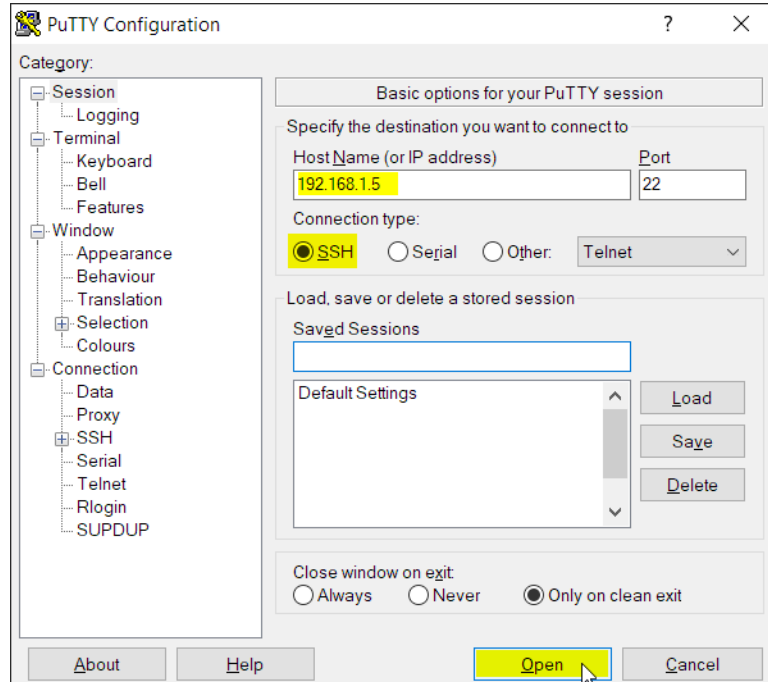 PuTTY Configuration
?
Category:
Session
Logging
Terminal
Keyboard
Bell
Features
Window
Appearance
Behaviour
Translation
Selection
Colours
Connection
Data
Proxy
SSH
Serial
Telnet
Rlogin
SUPDUP
Basic options for your PuTTY session
Specify the destination you want to connect to
Host Name (or IP address) Port
192.168.1.5 22
Connection type:
SSH Serial Other: Telnet
Load, save or delete a stored session
Saved Sessions
Default Settings
Load
Save
Delete
Close window on exit:
Always Never Only on clean exit
About Help Open Cancel